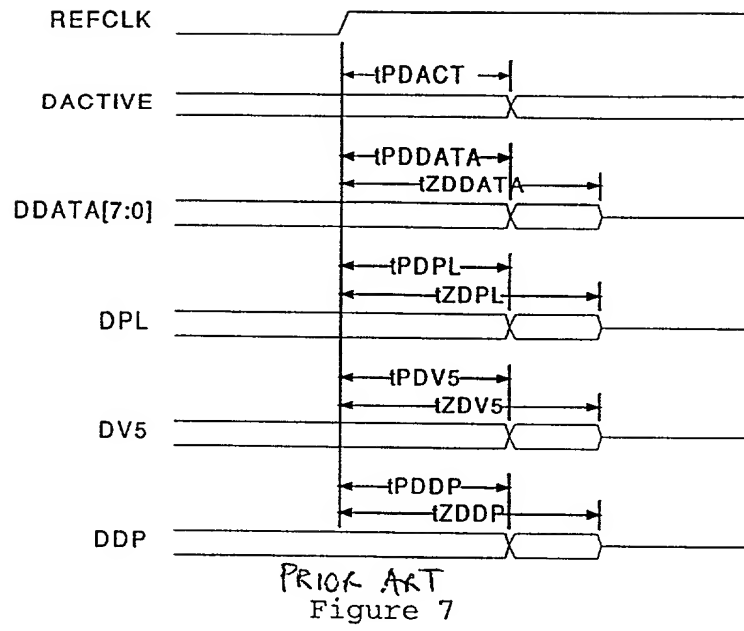 REFCLK
tPDACT
DACTIVE
tPDDATA
tZDDATA
DDATA[7:0]
tPDPL
tZDPL
DPL
tPDV5
tZDV5
DV5
tPDDP
tZDDP
DDP
PRIOR ART
Figure 7